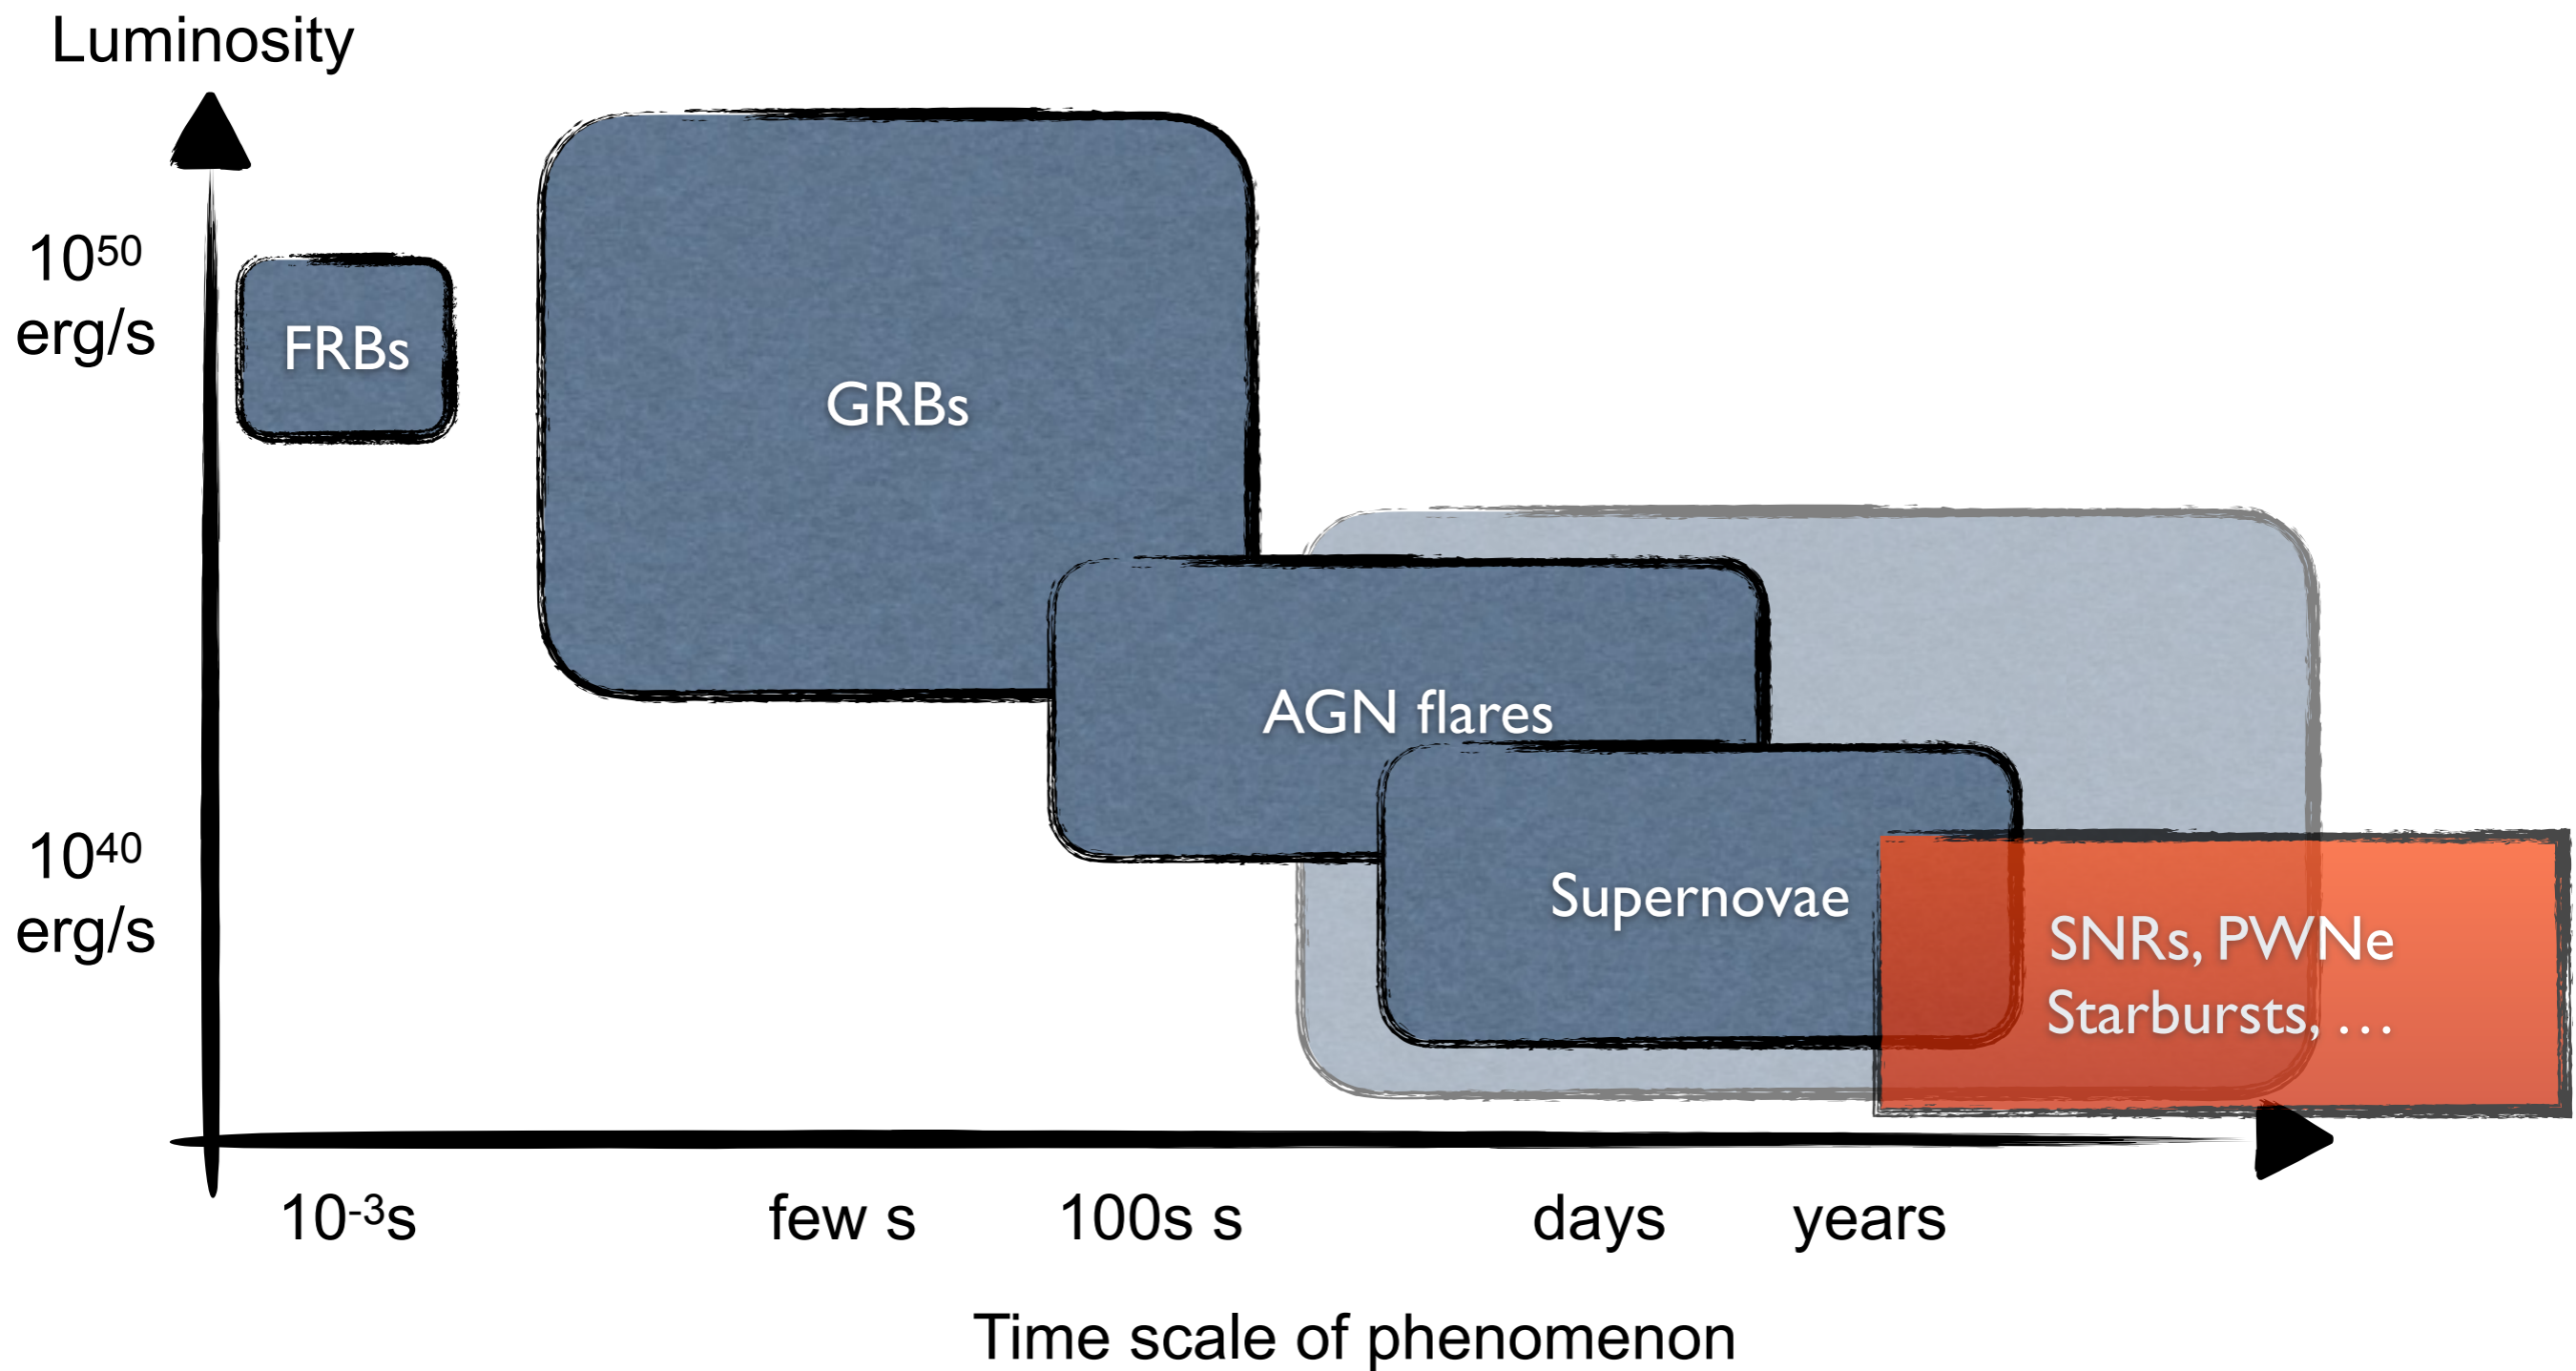 Luminosity
10⁵⁰
erg/s
FRBs
GRBs
AGN flares
10⁴⁰
erg/s
Supernovae
SNRs, PWNe
Starbursts, …
10⁻³s
few s
100s s
days
years
Time scale of phenomenon